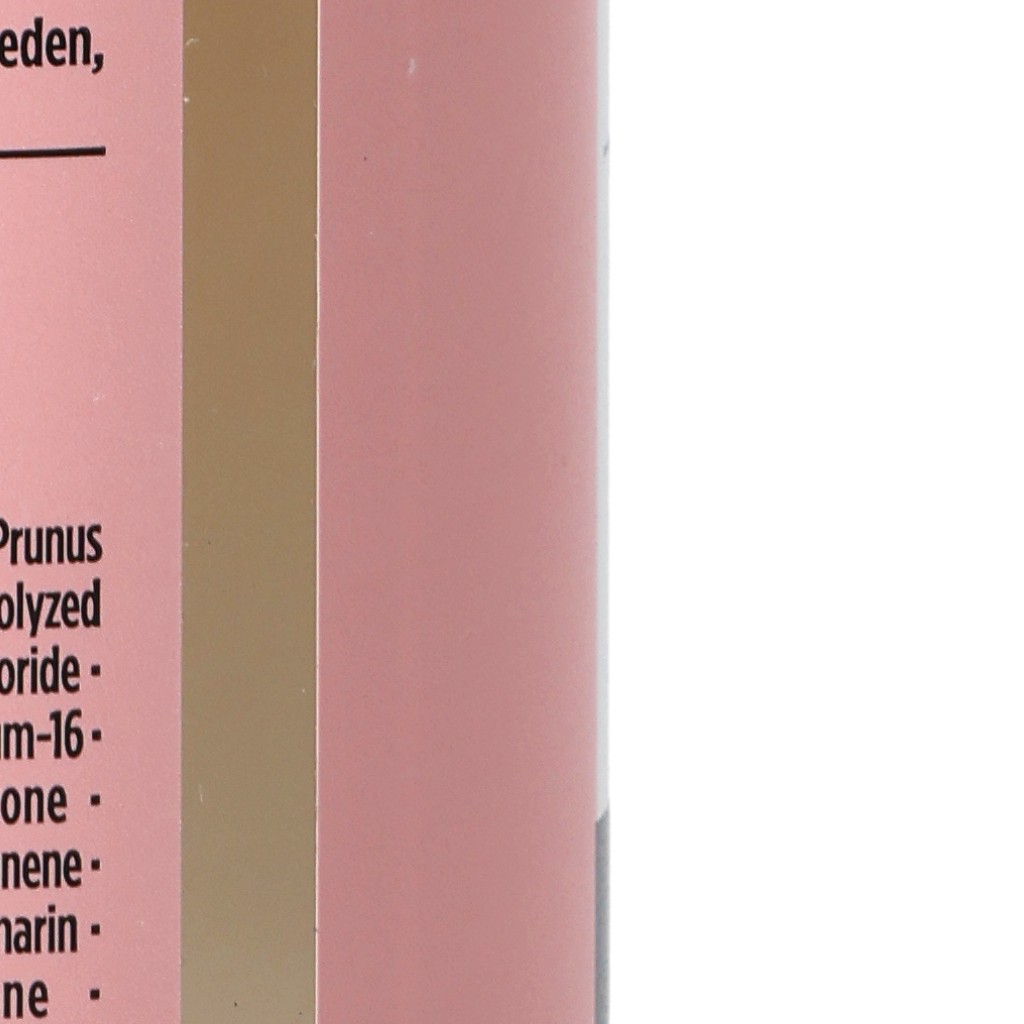 eden,
Prunus
olyzed
oride ·
m-16 ·
one ·
nene ·
narin ·
ne ·